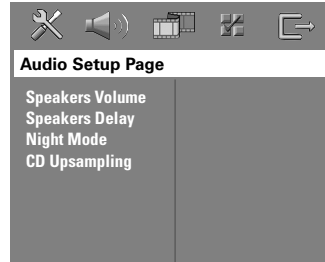 Audio Setup Page
Speakers Volume
Speakers Delay
Night Mode
CD Upsampling